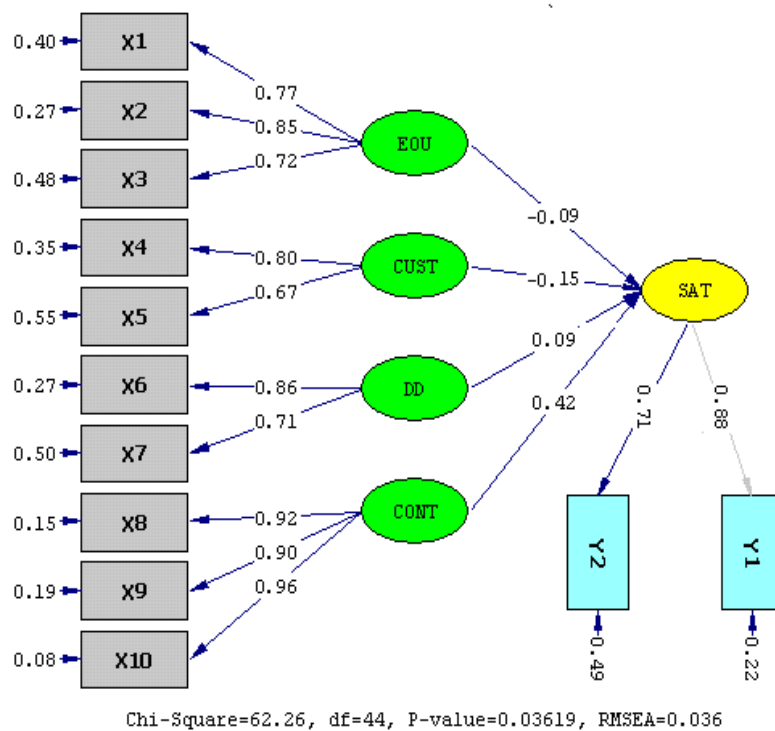 0.40 X1
0.77
0.27 X2
0.85
EOU
0.72
0.48 X3
-0.09
0.35 X4
0.80
CUST
-0.15
SAT
0.67
0.55 X5
0.09
0.27 X6
0.86
DD
0.42
0.71
0.88
0.71
0.50 X7
0.15 X8
0.92
CONT
0.90
0.19 X9
0.96
Y2
Y1
0.08 X10
0.49
0.22
Chi-Square=62.26, df=44, P-value=0.03619, RMSEA=0.036